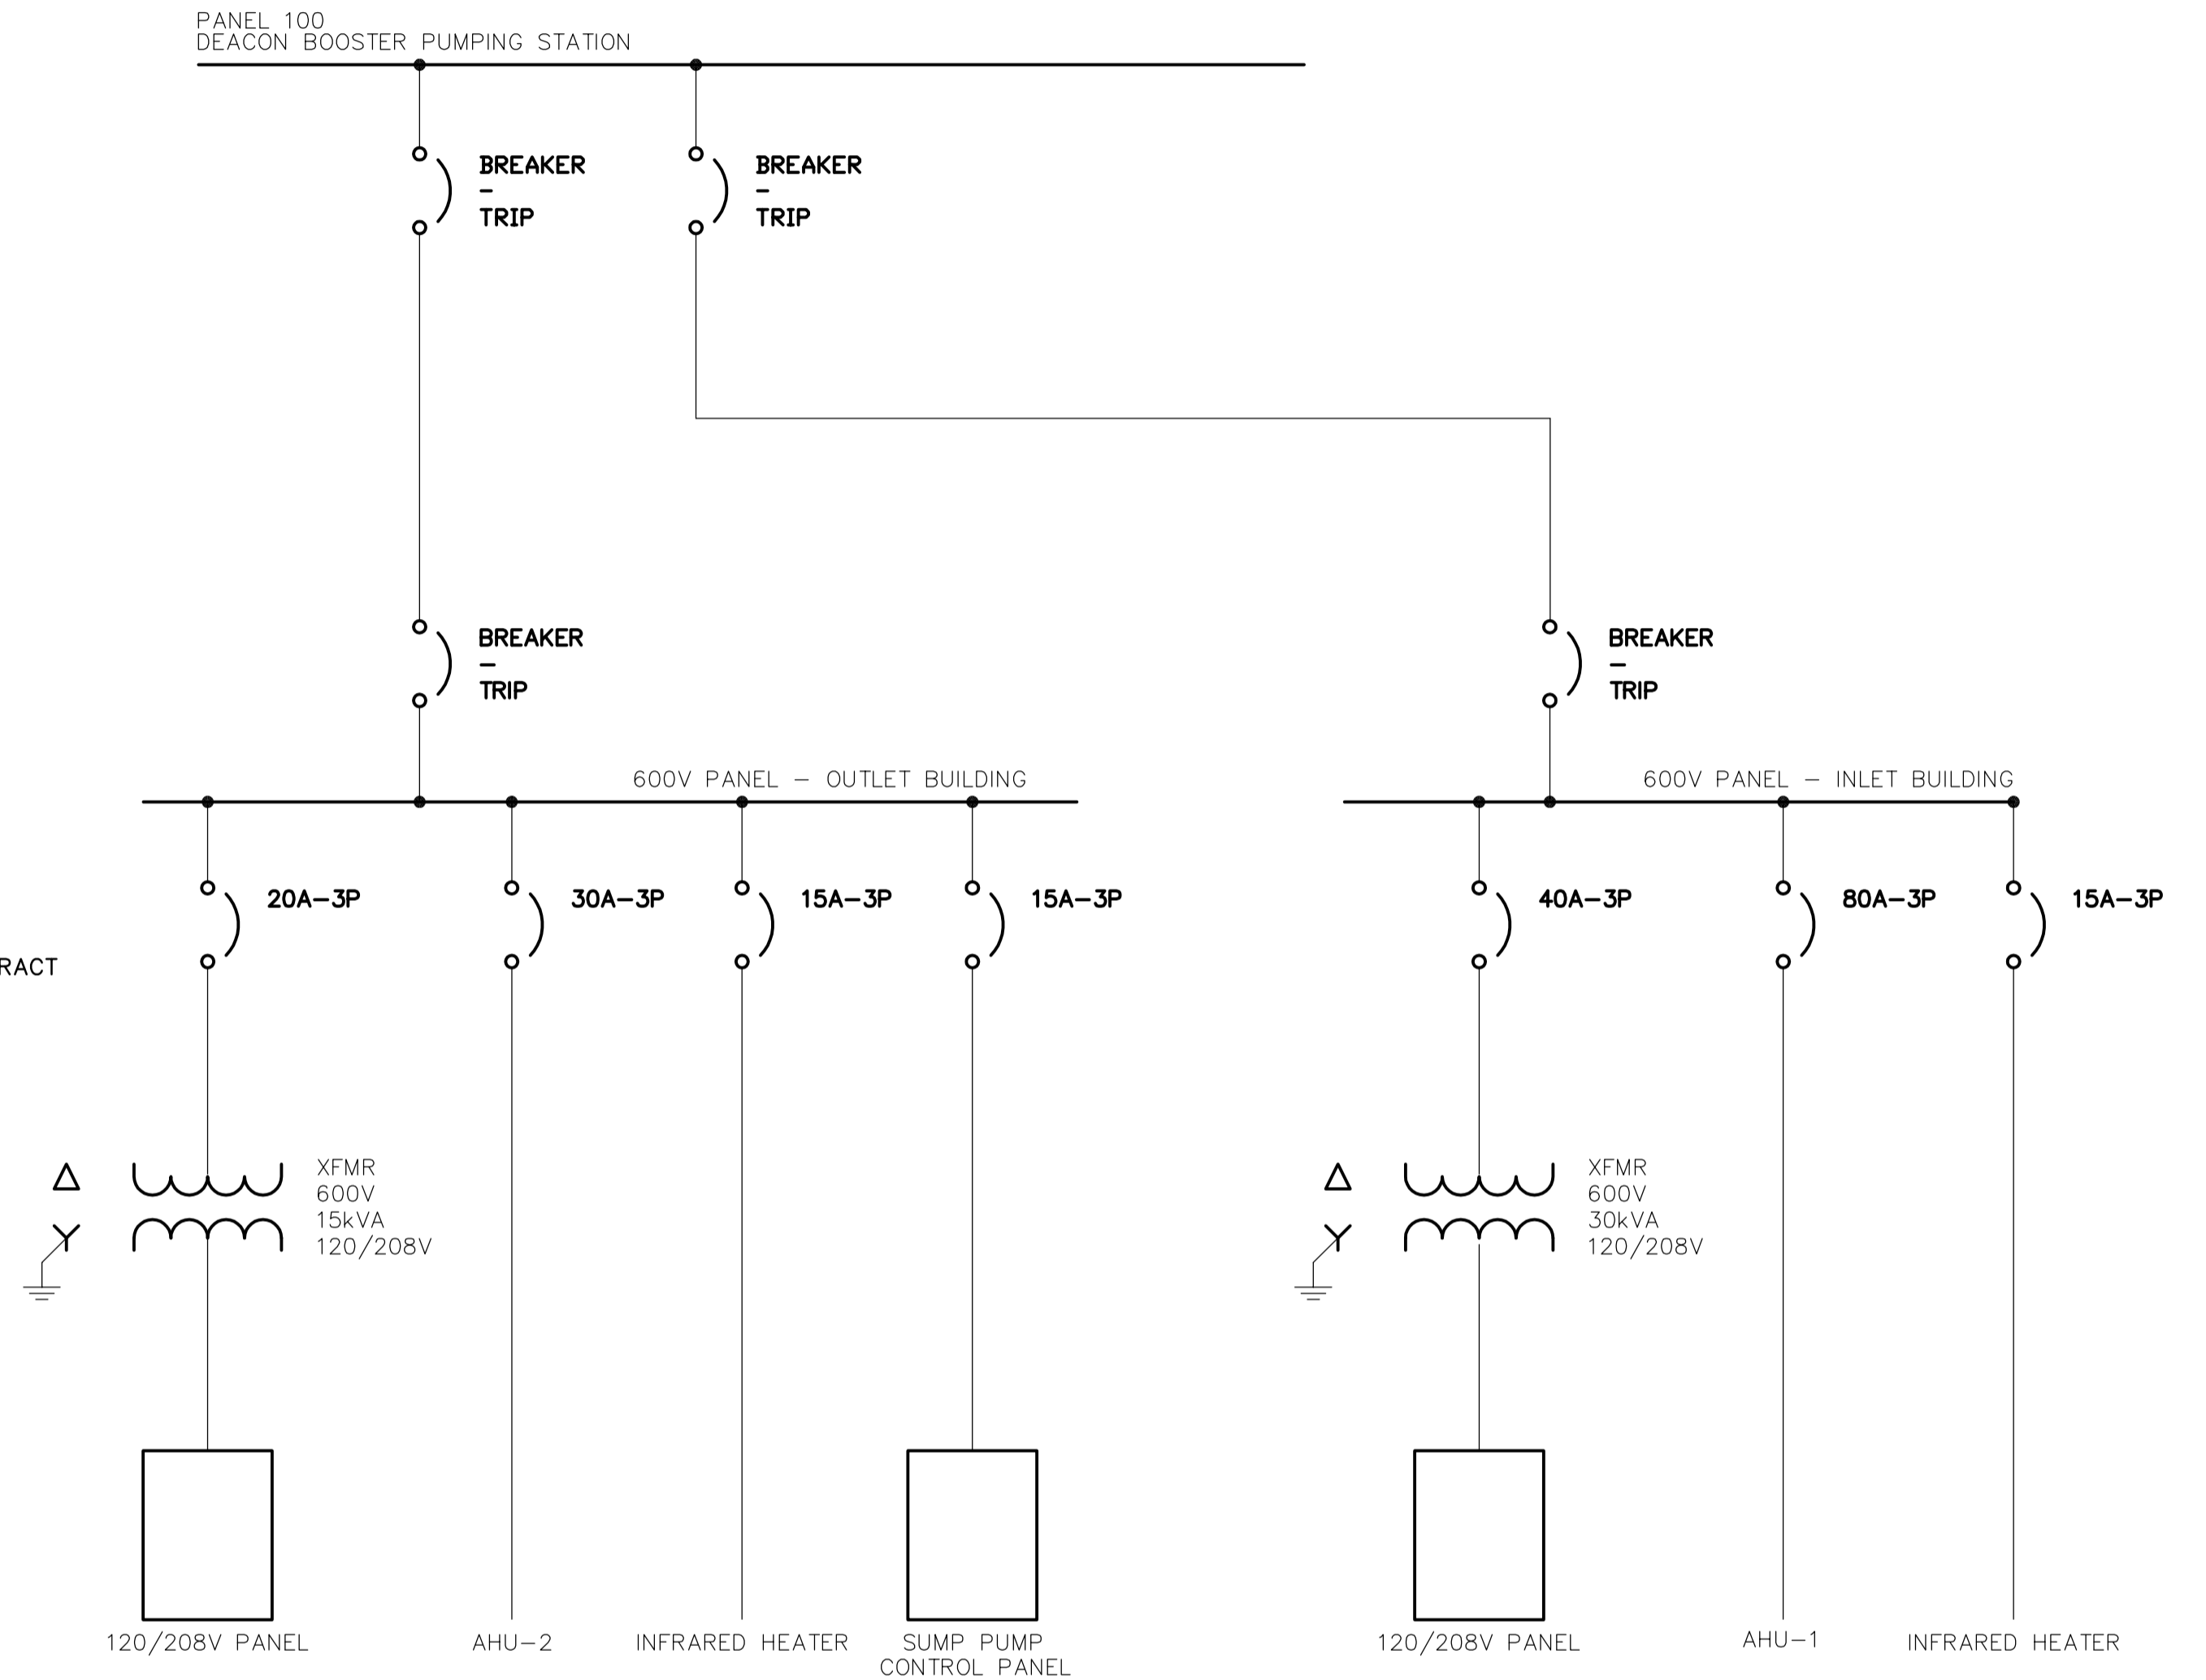 PANEL 100
DEACON BOOSTER PUMPING STATION
BREAKER
-
TRIP
BREAKER
-
TRIP
BREAKER
-
TRIP
BREAKER
-
TRIP
600V PANEL - OUTLET BUILDING
600V PANEL - INLET BUILDING
20A-3P
30A-3P
15A-3P
15A-3P
40A-3P
80A-3P
15A-3P
RACT
XFMR
600V
15kVA
120/208V
XFMR
600V
30kVA
120/208V
120/208V PANEL
AHU-2
INFRARED HEATER
SUMP PUMP
CONTROL PANEL
120/208V PANEL
AHU-1
INFRARED HEATER